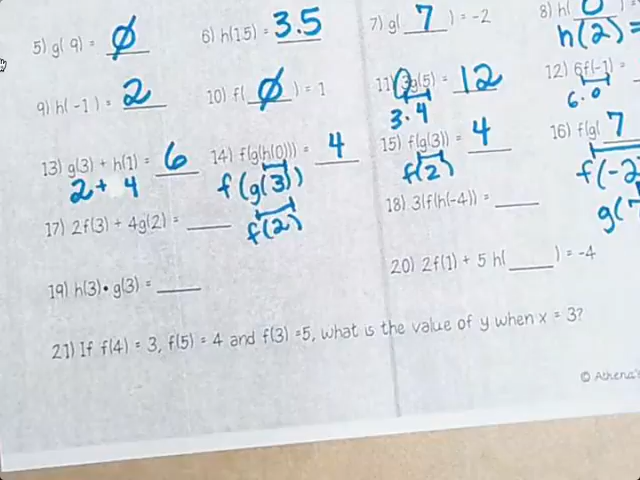 5) g( 9) = Ø
6) h(15) = 3.5
7) g( 7 ) = -2
8) h( 0
h(2) =
9) h( -1) = 2
10) f( Ø ) = 1
11) 3g(5) = 12
3·4
12) 6f(-1) =
6·0
13) g(3) + h(1) = 6
2 + 4
14) f(g(h(0))) = 4
f(g(3))
f(2)
15) f(g(3)) = 4
f(2)
16) f(g( 7
f(-2
g(7
17) 2f(3) + 4g(2) = ____
18) 3(f(h(-4)) = ____
19) h(3)•g(3) = ____
20) 2f(1) + 5 h(____) = -4
21) If f(4) = 3, f(5) = 4 and f(3) =5, what is the value of y when x = 3?
© Athena's